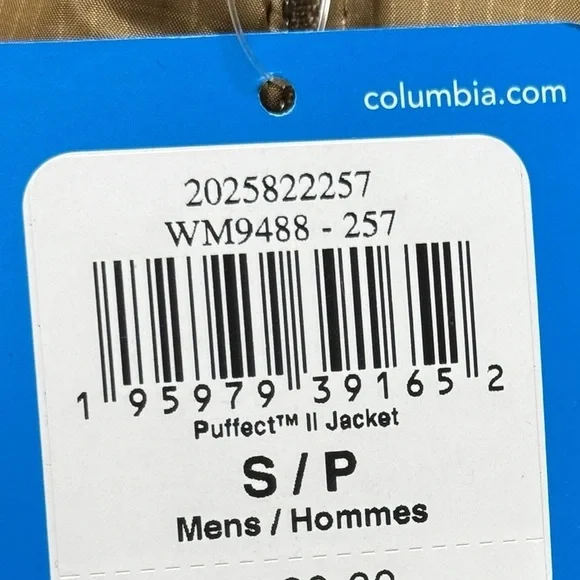 columbia.com
2025822257
WM9488 - 257
1 95979 39165 2
Puffect™ II Jacket
S / P
Mens / Hommes